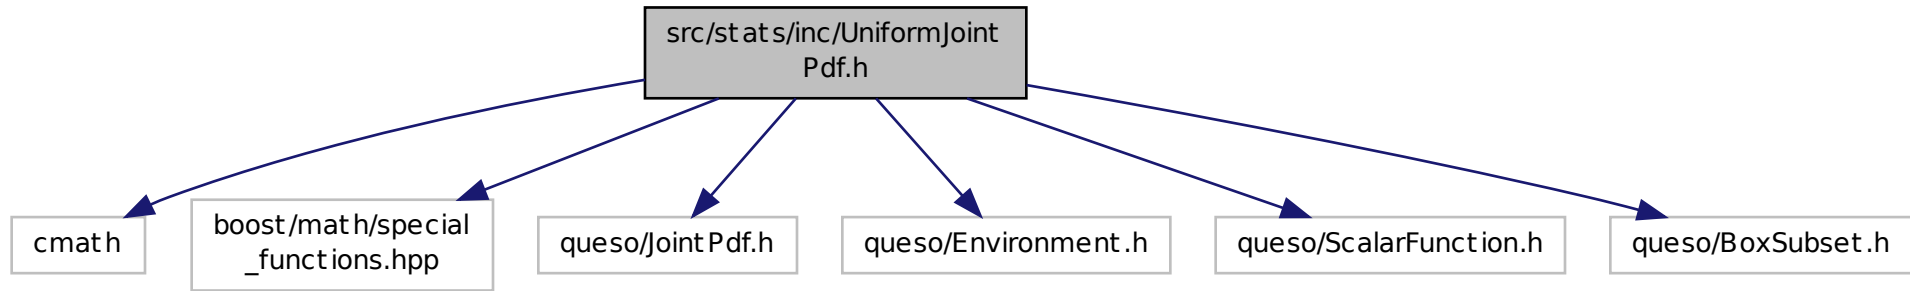 src/stats/inc/UniformJoint
Pdf.h
cmath
boost/math/special
_functions.hpp
queso/JointPdf.h
queso/Environment.h
queso/ScalarFunction.h
queso/BoxSubset.h